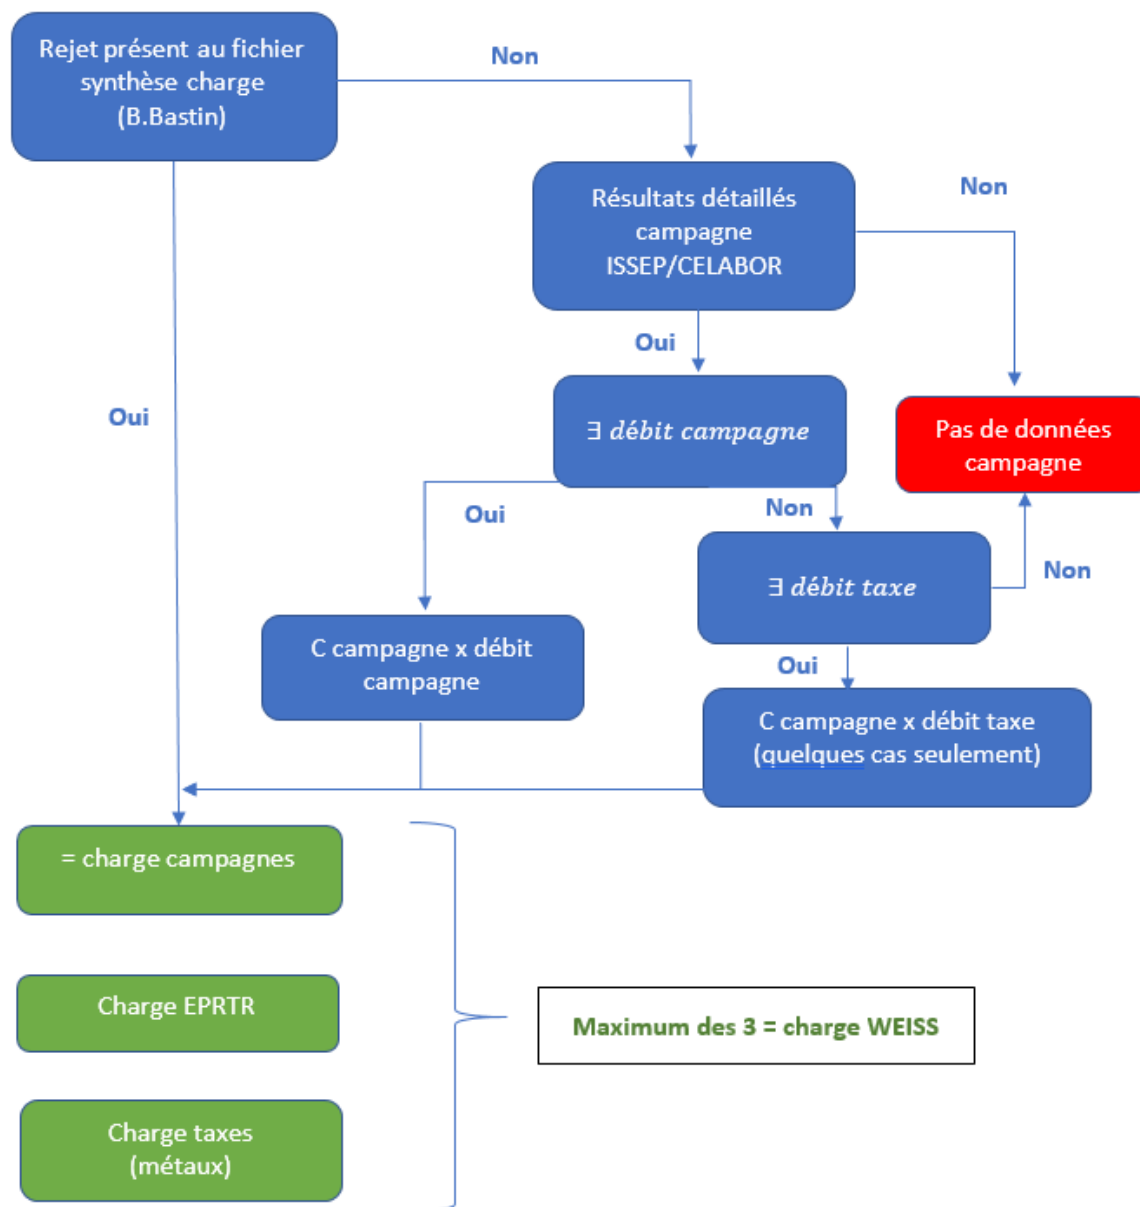 Rejet présent au fichier
synthèse charge
(B.Bastin)
Non
Résultats détaillés
campagne
ISSEP/CELABOR
Non
Oui
Oui
∃ débit campagne
Pas de données
campagne
Oui
Non
∃ débit taxe
Non
C campagne x débit
campagne
Oui
C campagne x débit taxe
(quelques cas seulement)
= charge campagnes
Charge EPRTR
Maximum des 3 = charge WEISS
Charge taxes
(métaux)